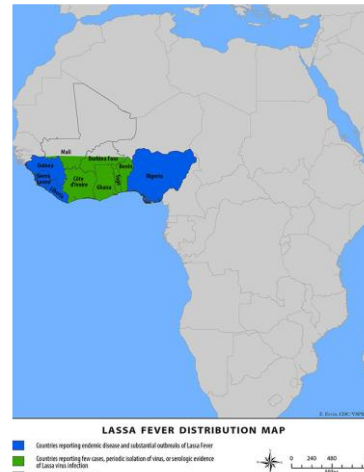 Mali
Burkina Faso
Guinea
Benin
Sierra Leone
Côte d'Ivoire
Ghana
Togo
Nigeria
Liberia
LASSA FEVER DISTRIBUTION MAP
Countries reporting endemic disease and substantial outbreaks of Lassa Fever
Countries reporting few cases, periodic isolation of virus, or serologic evidence
of Lassa virus infection
0 240 480